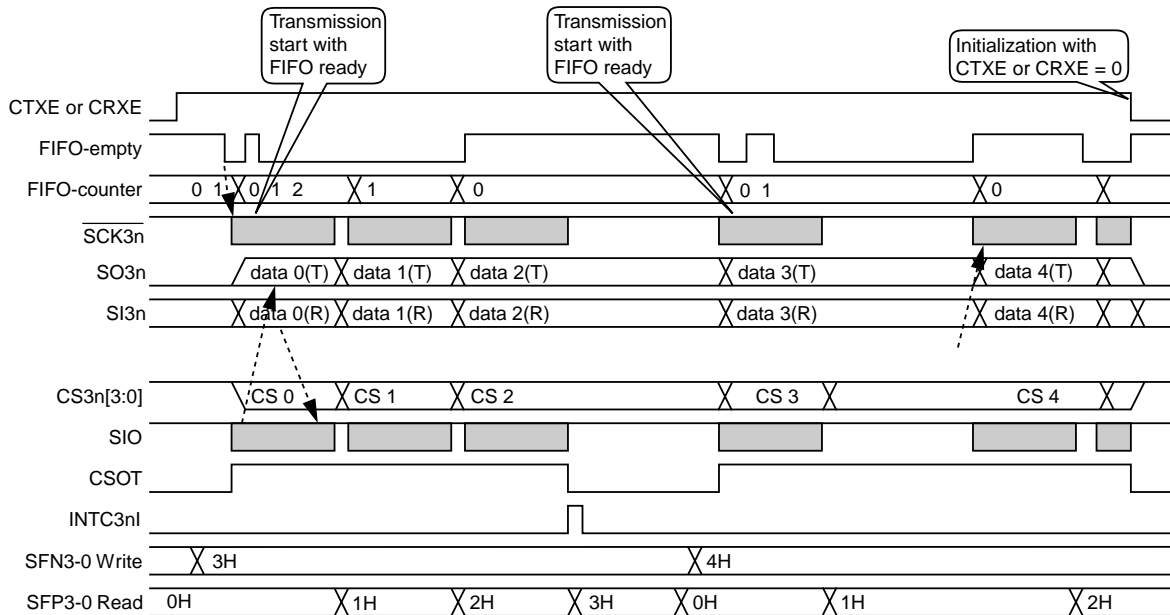 Transmission
start with
FIFO ready
Transmission
start with
FIFO ready
Initialization with
CTXE or CRXE = 0
CTXE or CRXE
FIFO-empty
FIFO-counter 0 1 0 1 2 1 0 0 1 0
SCK3n
SO3n data 0(T) data 1(T) data 2(T) data 3(T) data 4(T)
SI3n data 0(R) data 1(R) data 2(R) data 3(R) data 4(R)
CS3n[3:0] CS 0 CS 1 CS 2 CS 3 CS 4
SIO
CSOT
INTC3nI
SFN3-0 Write 3H 4H
SFP3-0 Read 0H 1H 2H 3H 0H 1H 2H